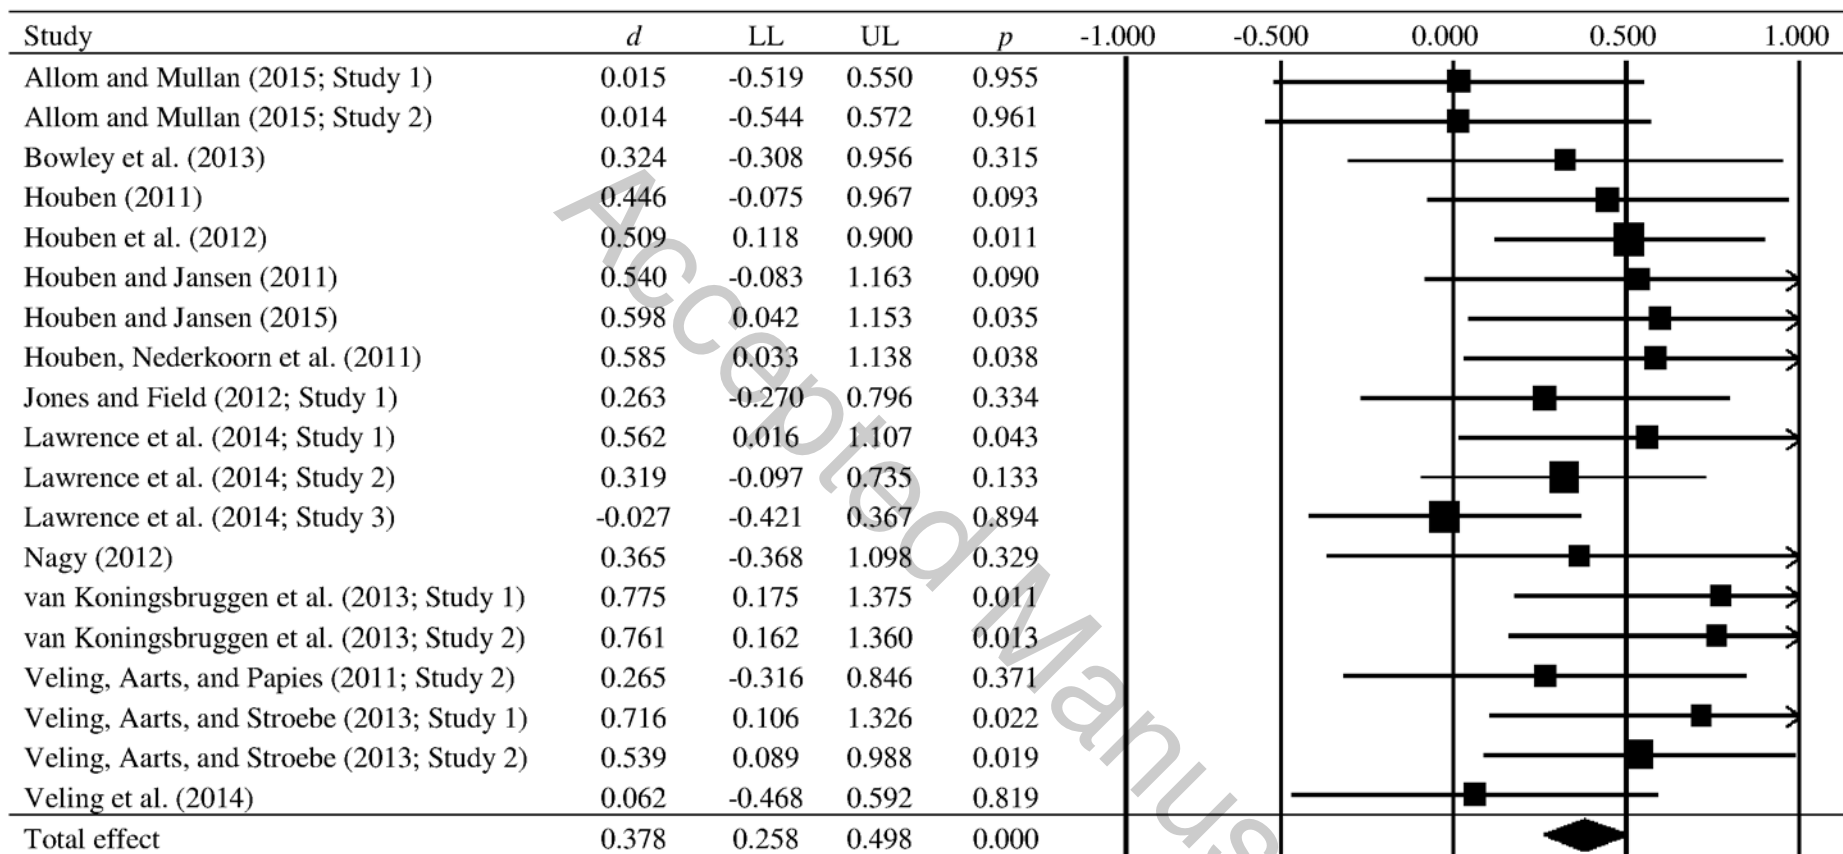 Study d LL UL p -1.000 -0.500 0.000 0.500 1.000
Allom and Mullan (2015; Study 1) 0.015 -0.519 0.550 0.955
Allom and Mullan (2015; Study 2) 0.014 -0.544 0.572 0.961
Bowley et al. (2013) 0.324 -0.308 0.956 0.315
Houben (2011) 0.446 -0.075 0.967 0.093
Houben et al. (2012) 0.509 0.118 0.900 0.011
Houben and Jansen (2011) 0.540 -0.083 1.163 0.090
Houben and Jansen (2015) 0.598 0.042 1.153 0.035
Houben, Nederkoorn et al. (2011) 0.585 0.033 1.138 0.038
Jones and Field (2012; Study 1) 0.263 -0.270 0.796 0.334
Lawrence et al. (2014; Study 1) 0.562 0.016 1.107 0.043
Lawrence et al. (2014; Study 2) 0.319 -0.097 0.735 0.133
Lawrence et al. (2014; Study 3) -0.027 -0.421 0.367 0.894
Nagy (2012) 0.365 -0.368 1.098 0.329
van Koningsbruggen et al. (2013; Study 1) 0.775 0.175 1.375 0.011
van Koningsbruggen et al. (2013; Study 2) 0.761 0.162 1.360 0.013
Veling, Aarts, and Papies (2011; Study 2) 0.265 -0.316 0.846 0.371
Veling, Aarts, and Stroebe (2013; Study 1) 0.716 0.106 1.326 0.022
Veling, Aarts, and Stroebe (2013; Study 2) 0.539 0.089 0.988 0.019
Veling et al. (2014) 0.062 -0.468 0.592 0.819
Total effect 0.378 0.258 0.498 0.000
Accepted Manus